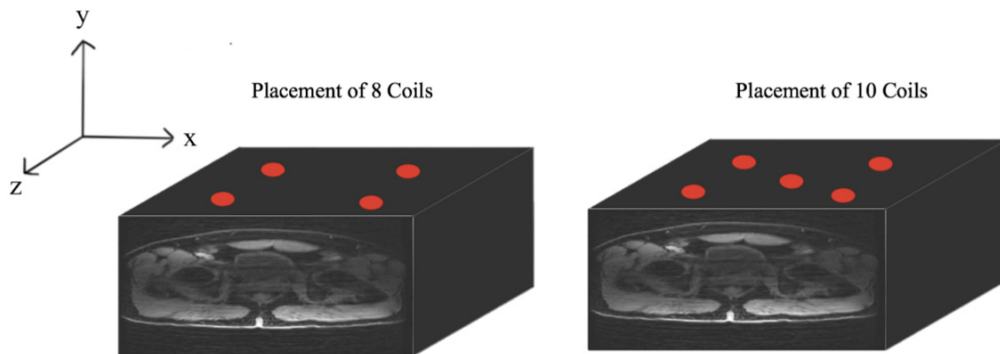 y
x
z
Placement of 8 Coils
Placement of 10 Coils